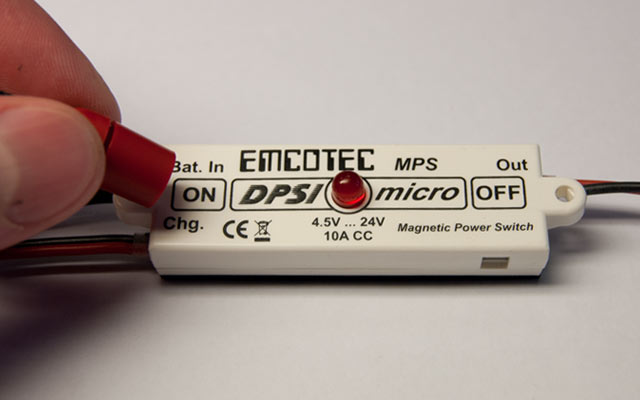 Bat. In EMCOTEC MPS Out
ON DPSI micro OFF
Chg. CE 4.5V ... 24V Magnetic Power Switch
10A CC